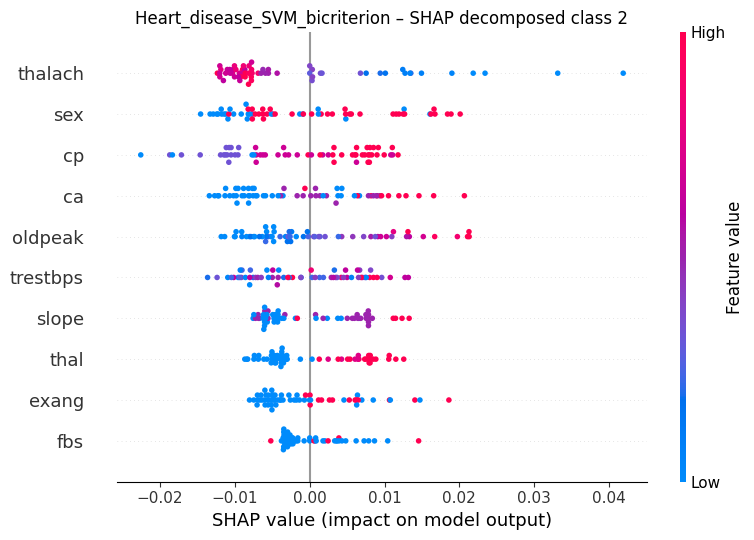 Heart_disease_SVM_bicriterion – SHAP decomposed class 2
High
thalach
sex
cp
ca
oldpeak
trestbps
slope
thal
exang
fbs
Feature value
Low
−0.02 −0.01 0.00 0.01 0.02 0.03 0.04
SHAP value (impact on model output)